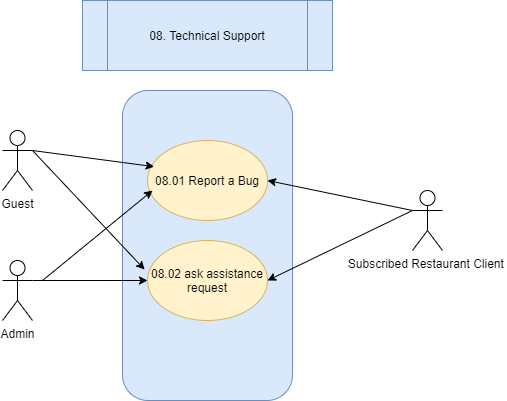 08. Technical Support
08.01 Report a Bug
Guest
Subscribed Restaurant Client
08.02 ask assistance
request
Admin